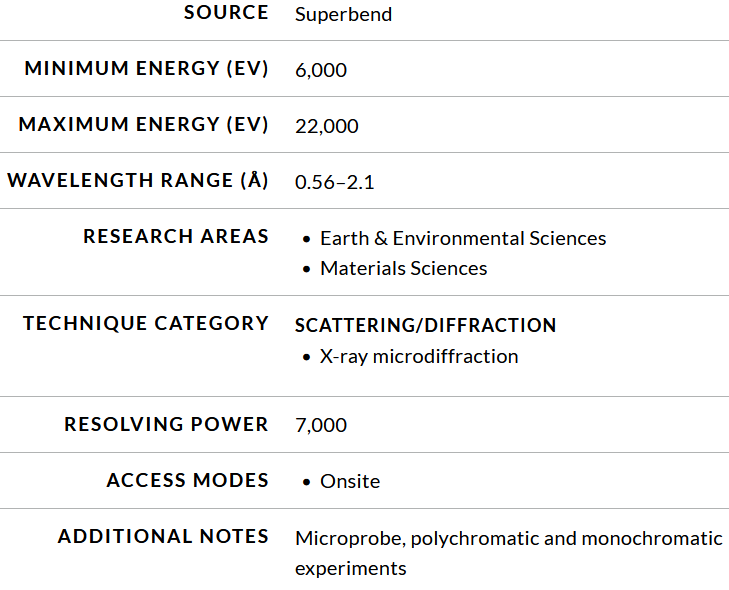 SOURCE Superbend
MINIMUM ENERGY (EV) 6,000
MAXIMUM ENERGY (EV) 22,000
WAVELENGTH RANGE (Å) 0.56–2.1
RESEARCH AREAS • Earth & Environmental Sciences
• Materials Sciences
TECHNIQUE CATEGORY SCATTERING/DIFFRACTION
• X-ray microdiffraction
RESOLVING POWER 7,000
ACCESS MODES • Onsite
ADDITIONAL NOTES Microprobe, polychromatic and monochromatic
experiments